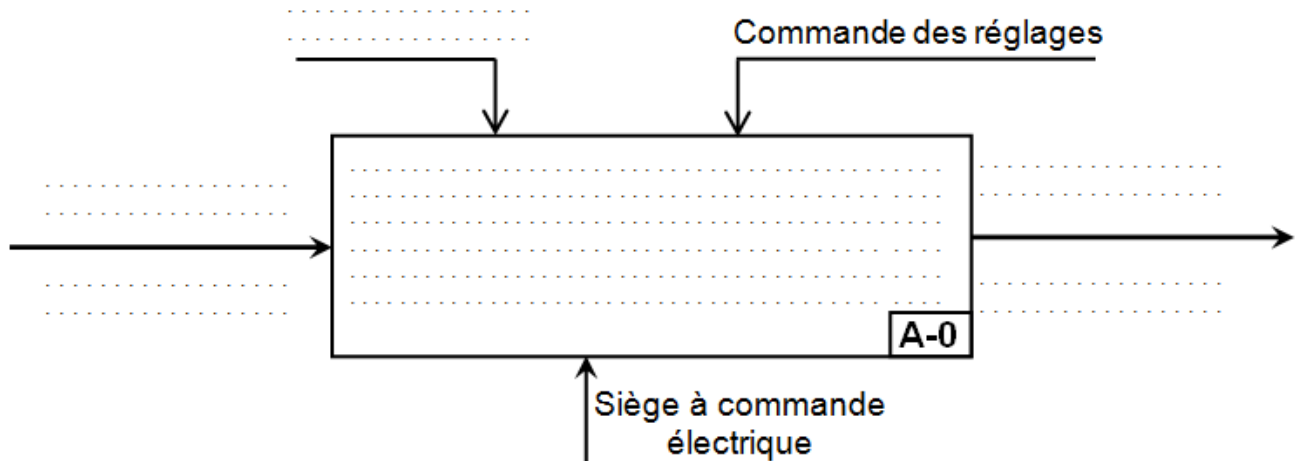 Commande des réglages
A-0
Siège à commande
électrique